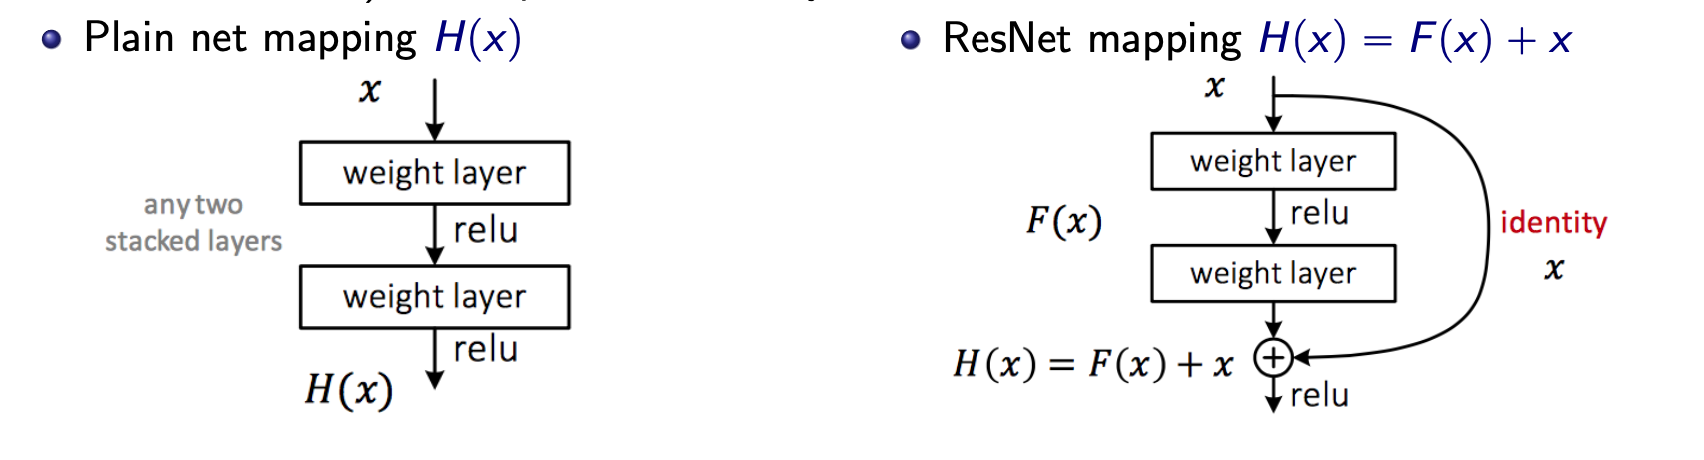 Plain net mapping H(x)
x
weight layer
any two
stacked layers
relu
weight layer
relu
H(x)
ResNet mapping H(x) = F(x) + x
x
weight layer
F(x)
relu
identity
x
weight layer
H(x) = F(x) + x
relu